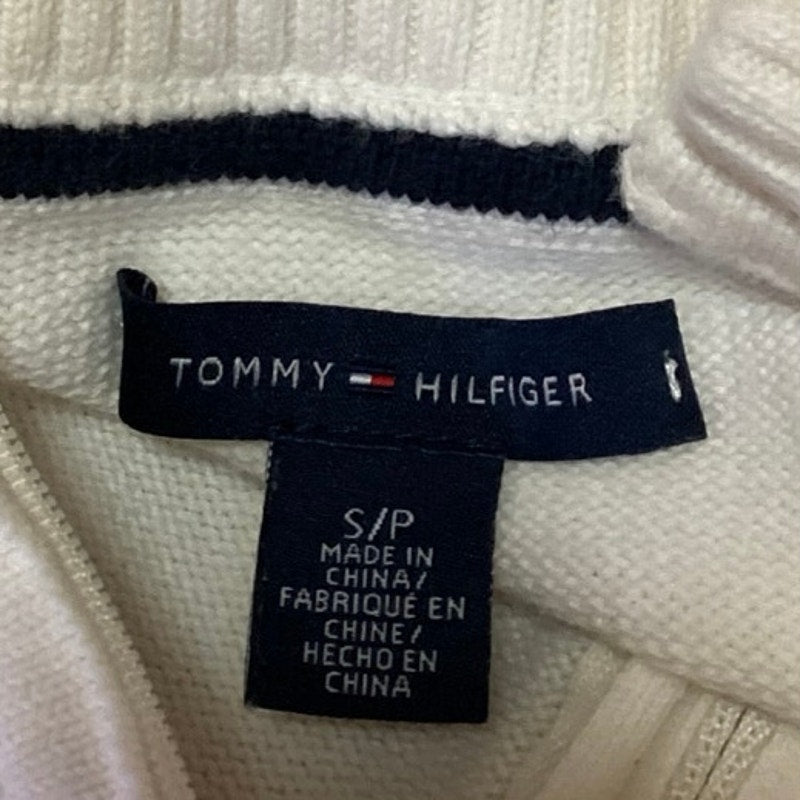 TOMMY HILFIGER
S/P
MADE IN
CHINA/
FABRIQUÉ EN
CHINE/
HECHO EN
CHINA